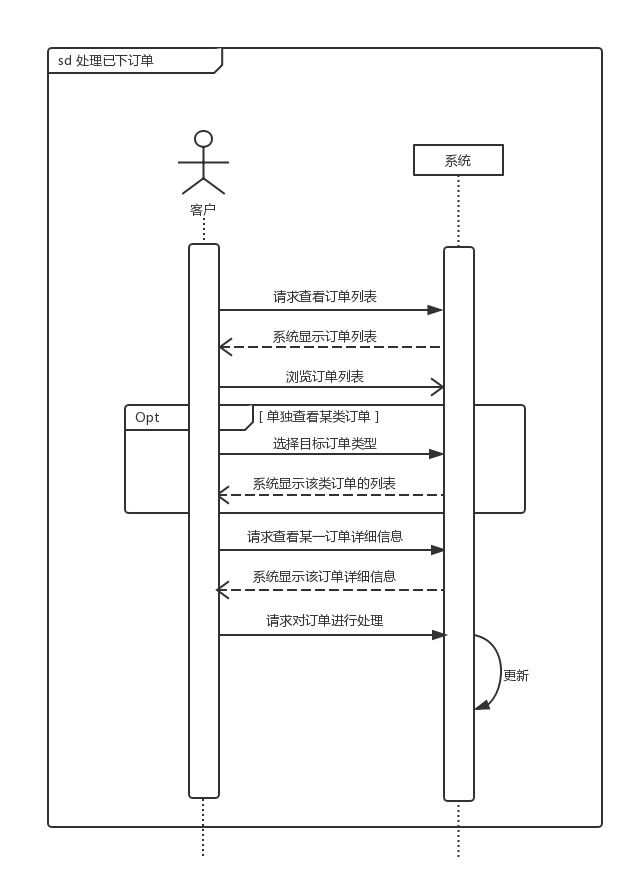 sd 处理已下订单
系统
客户
请求查看订单列表
系统显示订单列表
浏览订单列表
Opt
[ 单独查看某类订单 ]
选择目标订单类型
系统显示该类订单的列表
请求查看某一订单详细信息
系统显示该订单详细信息
请求对订单进行处理
更新